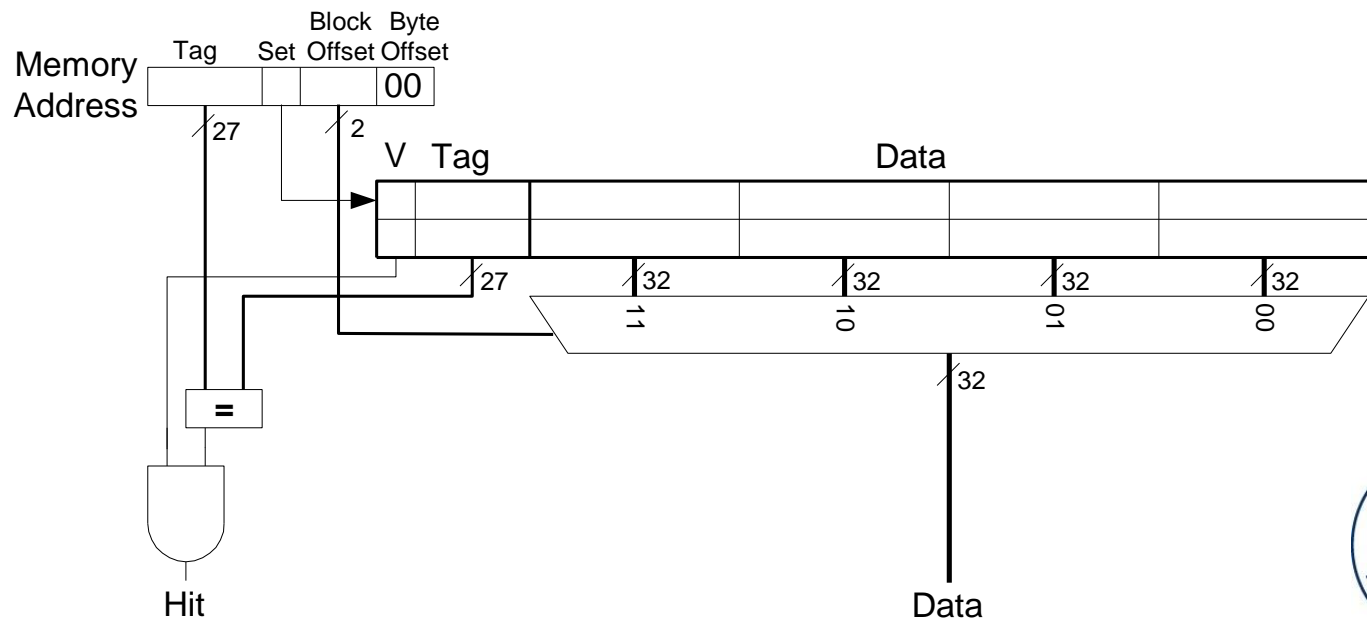 Block Byte
Tag Set Offset Offset
Memory
Address
00
27
2
V Tag Data
27
32
32
32
32
11
10
01
00
32
=
Hit
Data